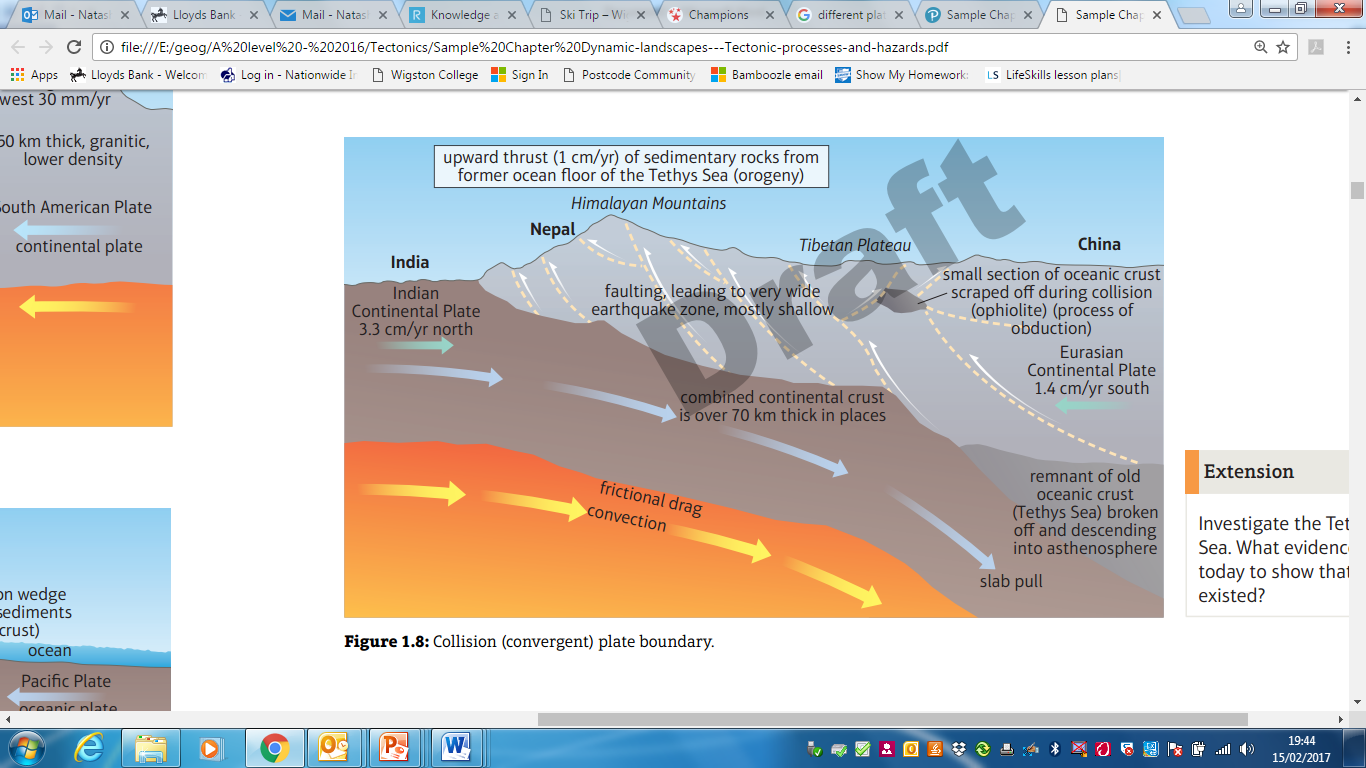 Mail - Natas
Lloyds Bank
Mail - Natas
Knowledge a
Ski Trip – Wi
Champions
different pla
Sample Cha
Sample Cha
file:///E:/geog/A%20level%20-%202016/Tectonics/Sample%20Chapter%20Dynamic-landscapes---Tectonic-processes-and-hazards.pdf
Apps
Lloyds Bank - Welcom
Log in - Nationwide I
Wigston College
Sign In
Postcode Community
Bamboozle email
Show My Homework
LS LifeSkills lesson plans
west 30 mm/yr
50 km thick, granitic,
lower density
South American Plate
continental plate
on wedge
sediments
crust)
ocean
Pacific Plate
oceanic plate
upward thrust (1 cm/yr) of sedimentary rocks from
former ocean floor of the Tethys Sea (orogeny)
Himalayan Mountains
Nepal
Tibetan Plateau
China
India
Indian
Continental Plate
3.3 cm/yr north
faulting, leading to very wide
earthquake zone, mostly shallow
small section of oceanic crust
scraped off during collision
(ophiolite) (process of
obduction)
Eurasian
Continental Plate
1.4 cm/yr south
combined continental crust
is over 70 km thick in places
Draft
frictional drag
convection
remnant of old
oceanic crust
(Tethys Sea) broken
off and descending
into asthenosphere
slab pull
Figure 1.8: Collision (convergent) plate boundary.
Extension
Investigate the Tet
Sea. What evidenc
today to show that
existed?
19:44
15/02/2017